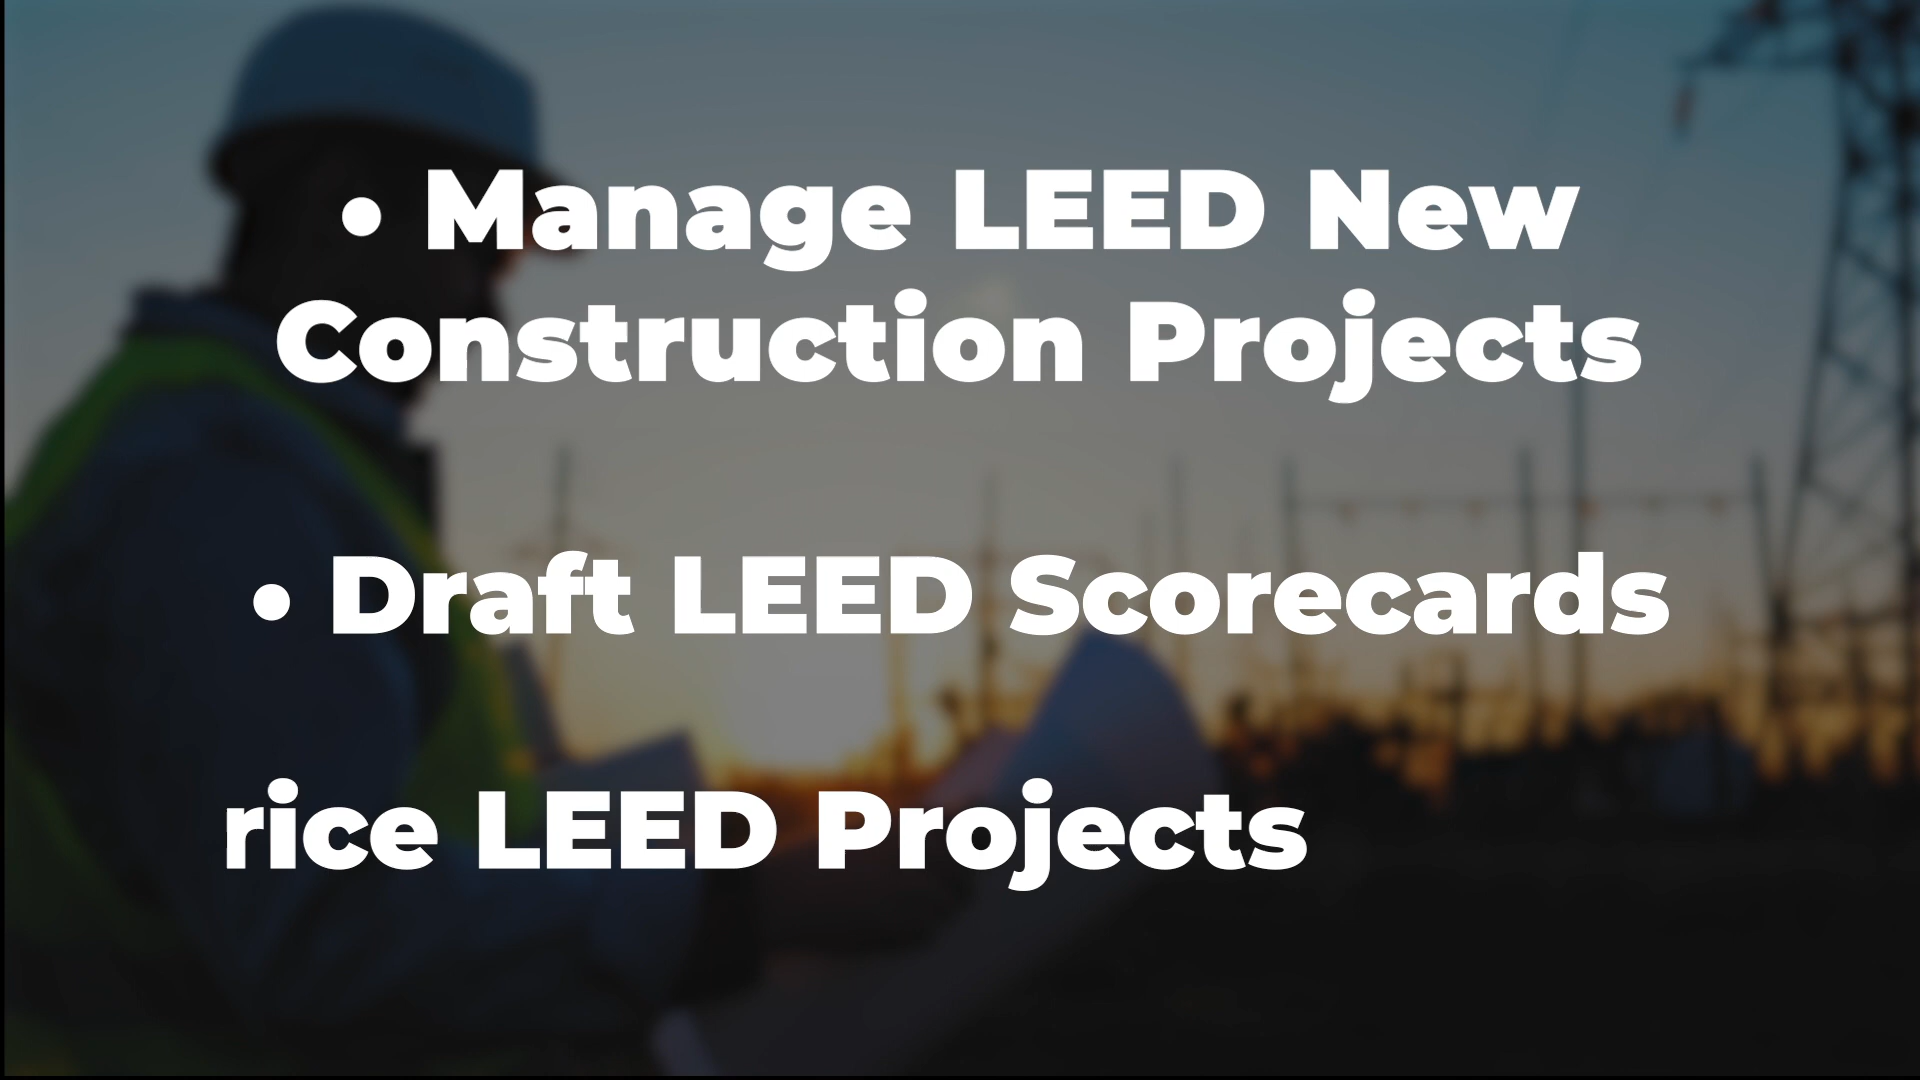 • Manage LEED New
Construction Projects
• Draft LEED Scorecards
rice LEED Projects